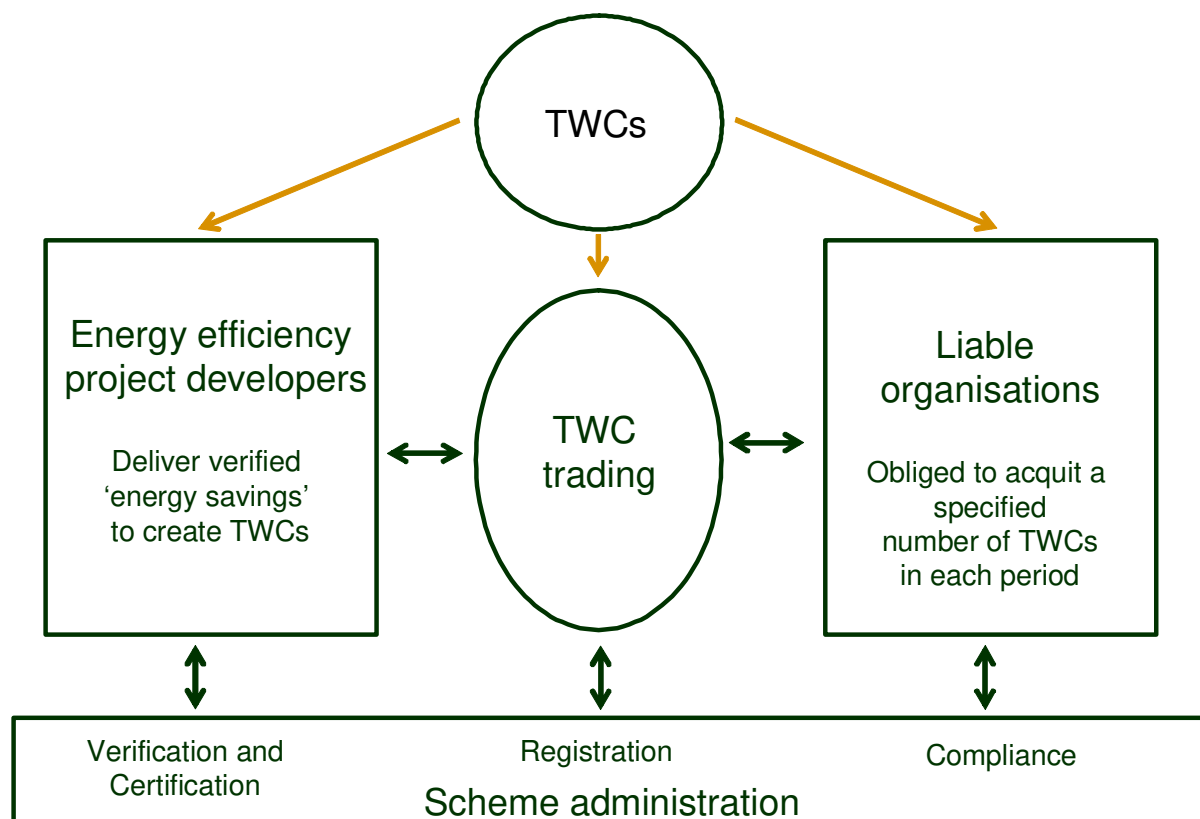 TWCs
Energy efficiency
project developers
Deliver verified
‘energy savings’
to create TWCs
TWC
trading
Liable
organisations
Obliged to acquit a
specified
number of TWCs
in each period
Verification and
Certification
Registration
Compliance
Scheme administration